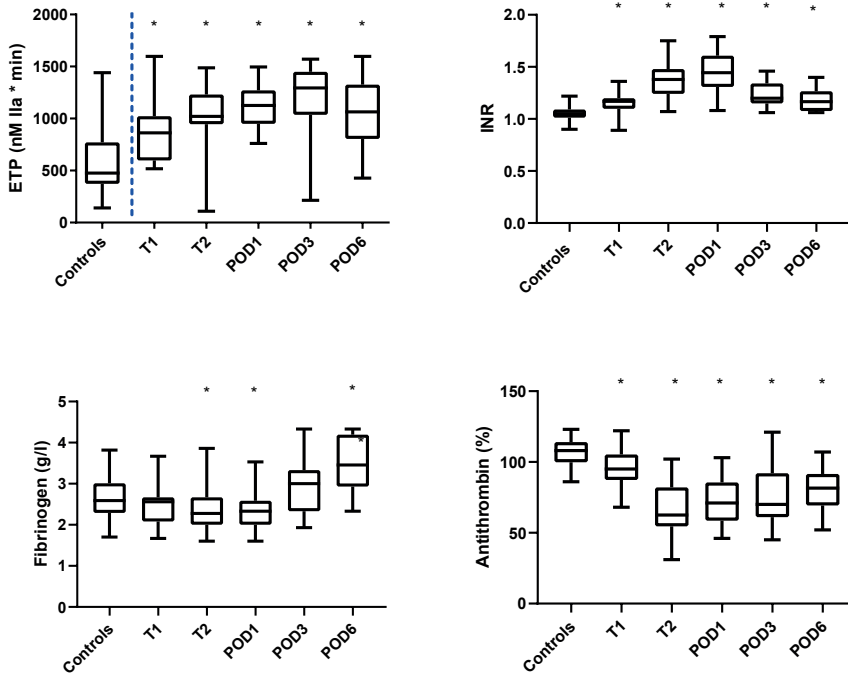 ETP (nM IIa * min)
2000
1500
1000
500
0
* * * * *
Controls
T1
T2
POD1
POD3
POD6
INR
2.0
1.5
1.0
0.5
0.0
* * * * *
Controls
T1
T2
POD1
POD3
POD6
Fibrinogen (g/l)
5
4
3
2
1
0
* * *
*
Controls
T1
T2
POD1
POD3
POD6
Antithrombin (%)
150
100
50
0
* * * * *
Controls
T1
T2
POD1
POD3
POD6